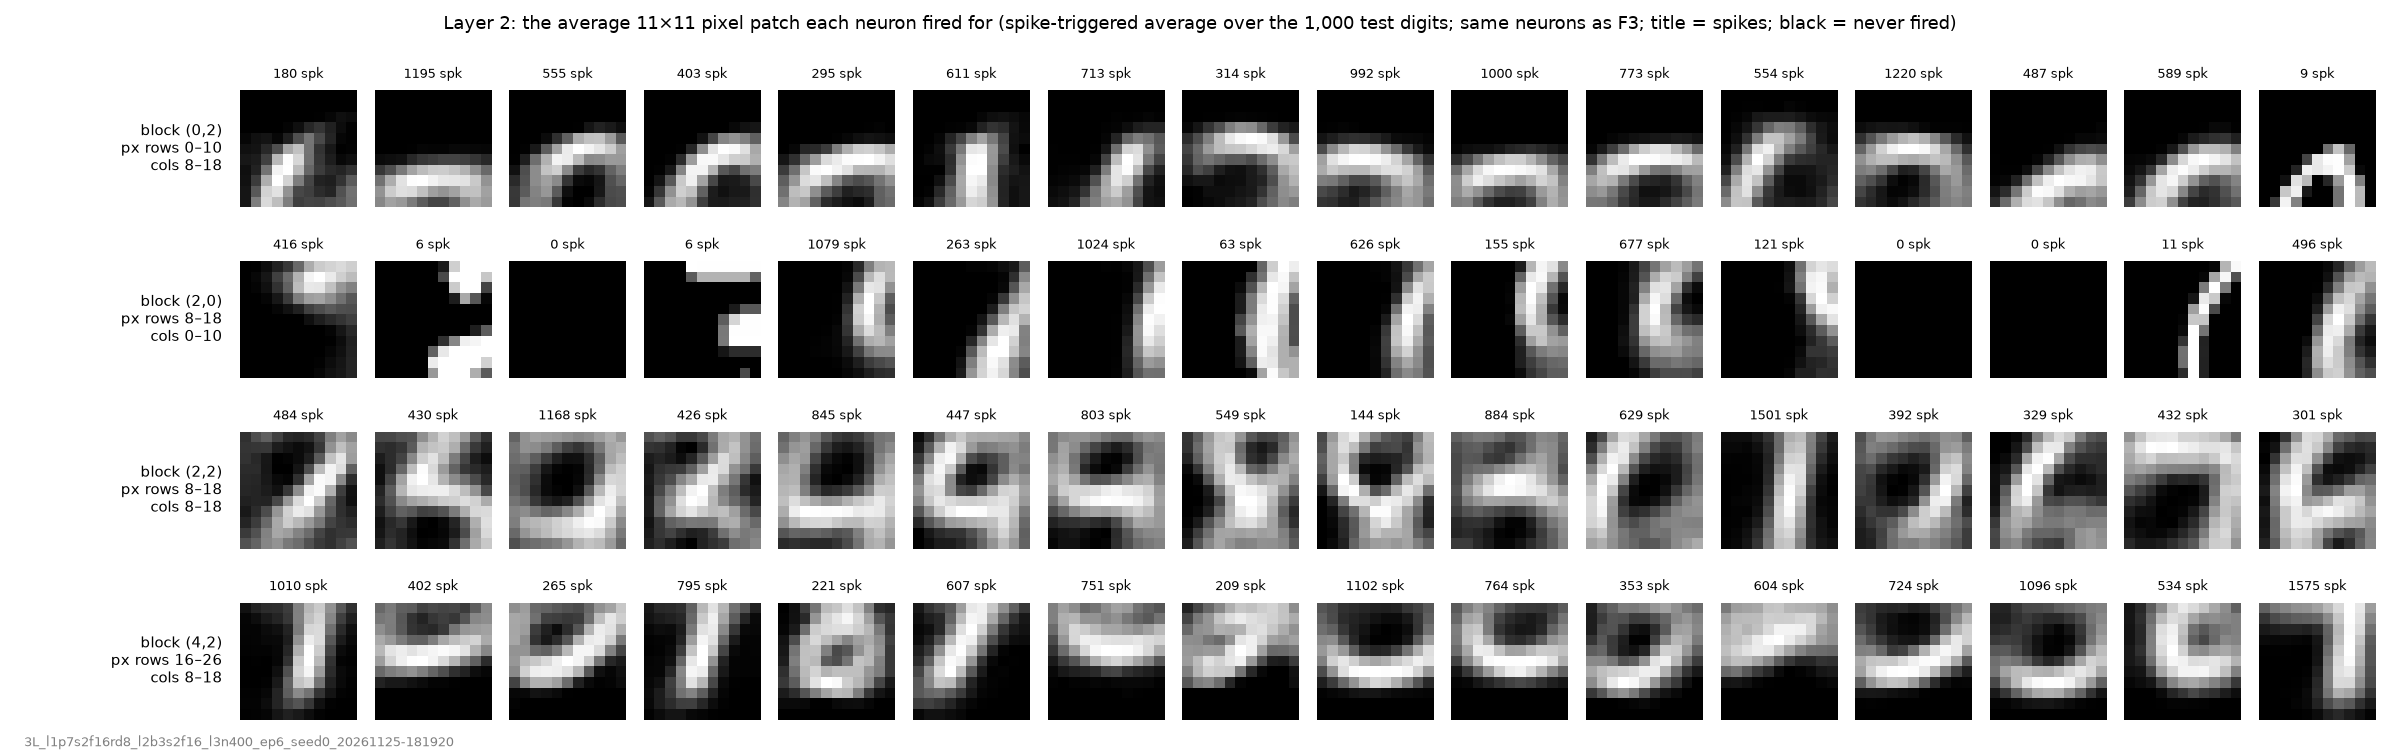 Layer 2: the average 11×11 pixel patch each neuron fired for (spike-triggered average over the 1,000 test digits; same neurons as F3; title = spikes; black = never fired)
180 spk 1195 spk 555 spk 403 spk 295 spk 611 spk 713 spk 314 spk 992 spk 1000 spk 773 spk 554 spk 1220 spk 487 spk 589 spk 9 spk
block (0,2)
px rows 0–10
cols 8–18
416 spk 6 spk 0 spk 6 spk 1079 spk 263 spk 1024 spk 63 spk 626 spk 155 spk 677 spk 121 spk 0 spk 0 spk 11 spk 496 spk
block (2,0)
px rows 8–18
cols 0–10
484 spk 430 spk 1168 spk 426 spk 845 spk 447 spk 803 spk 549 spk 144 spk 884 spk 629 spk 1501 spk 392 spk 329 spk 432 spk 301 spk
block (2,2)
px rows 8–18
cols 8–18
1010 spk 402 spk 265 spk 795 spk 221 spk 607 spk 751 spk 209 spk 1102 spk 764 spk 353 spk 604 spk 724 spk 1096 spk 534 spk 1575 spk
block (4,2)
px rows 16–26
cols 8–18
3L_l1p7s2f16rd8_l2b3s2f16_l3n400_ep6_seed0_20261125-181920